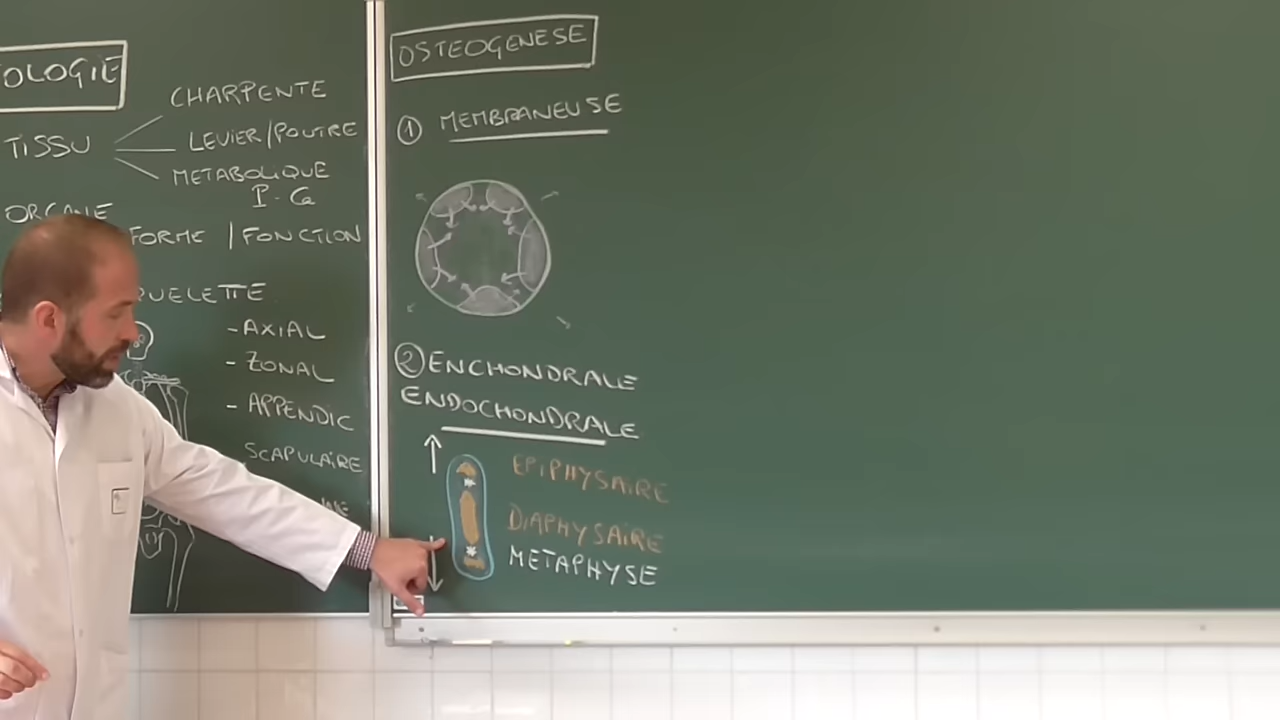 OLOGIE
TISSU
CHARPENTE
LEVIER/POUTRE
METABOLIQUE
P - Ca
ORGANE
FORME / FONCTION
QUELETTE
- AXIAL
- ZONAL
- APPENDIC
SCAPULAIRE
OSTEOGENESE
1 MEMBRANEUSE
2 ENCHONDRALE
ENDOCHONDRALE
EPIPHYSAIRE
DIAPHYSAIRE
METAPHYSE